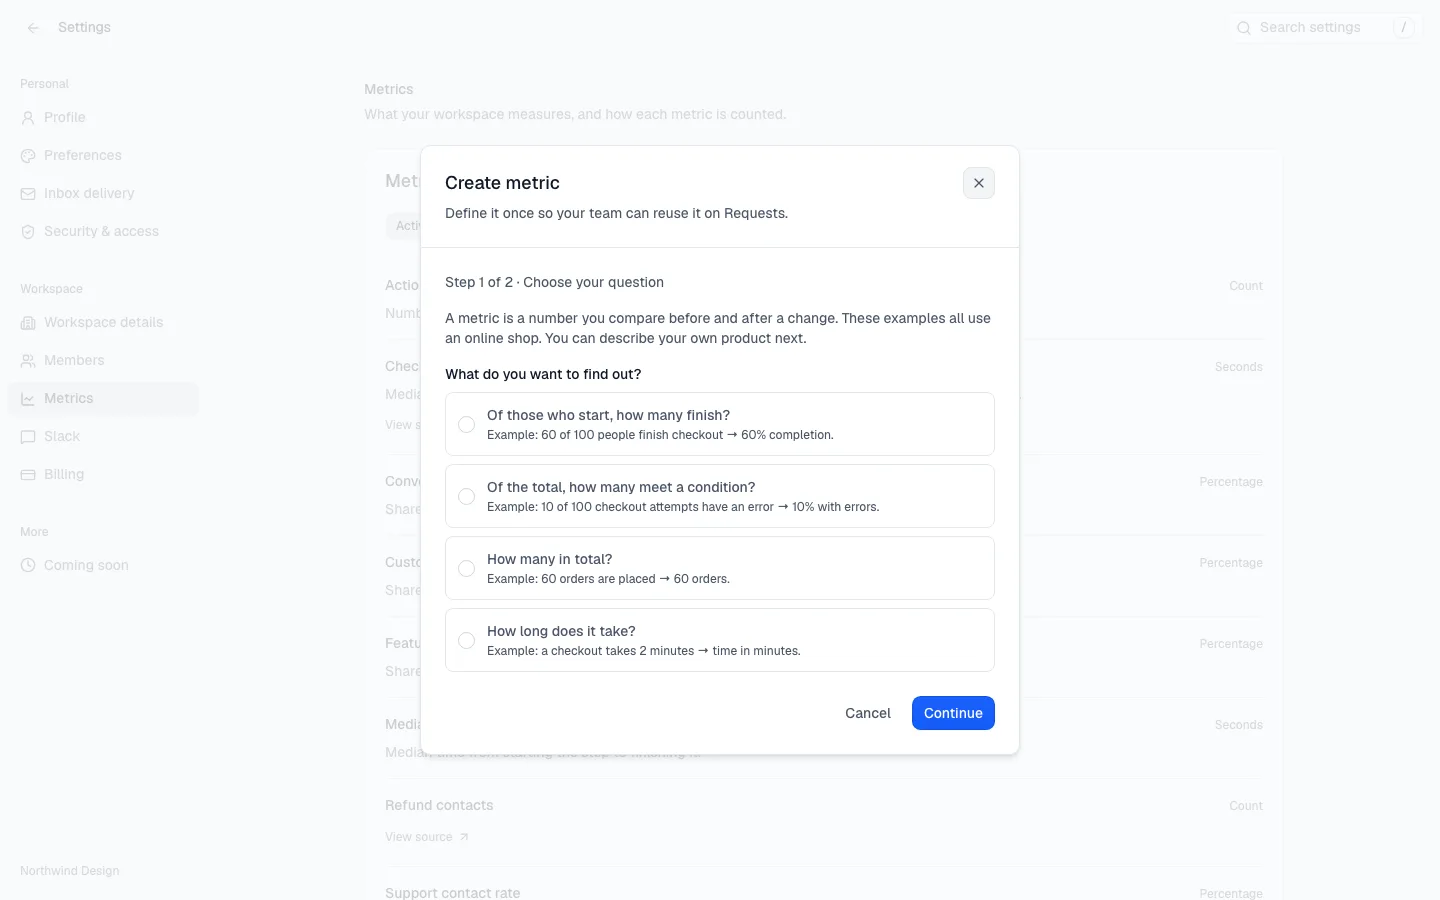 Settings
Search settings
/
Personal
Profile
Preferences
Inbox delivery
Security & access
Workspace
Workspace details
Members
Metrics
Slack
Billing
More
Coming soon
Northwind Design
Metrics
What your workspace measures, and how each metric is counted.
Create metric
Define it once so your team can reuse it on Requests.
Step 1 of 2 · Choose your question
A metric is a number you compare before and after a change. These examples all use
an online shop. You can describe your own product next.
What do you want to find out?
Of those who start, how many finish?
Example: 60 of 100 people finish checkout → 60% completion.
Of the total, how many meet a condition?
Example: 10 of 100 checkout attempts have an error → 10% with errors.
How many in total?
Example: 60 orders are placed → 60 orders.
How long does it take?
Example: a checkout takes 2 minutes → time in minutes.
Cancel
Continue
Count
Seconds
View
Percentage
Share
Percentage
Share
Percentage
Share
Seconds
Refund contacts
Count
View source
Support contact rate
Percentage